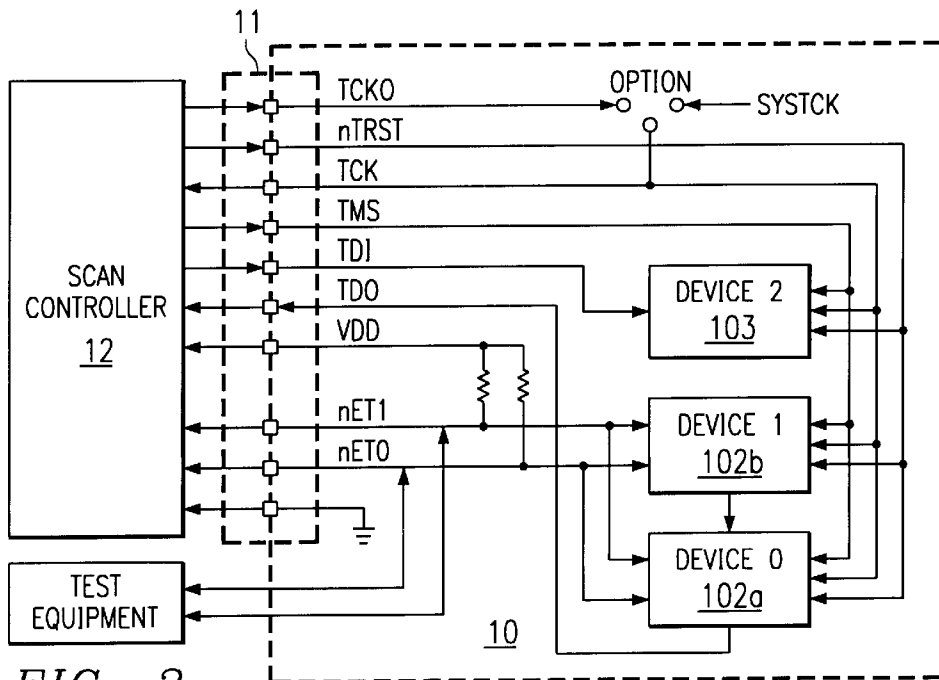 11
TCKO
OPTION
SYSTCK
nTRST
TCK
TMS
TDI
SCAN
CONTROLLER
12
TDO
VDD
DEVICE 2
103
nET1
nET0
DEVICE 1
102b
DEVICE 0
102a
TEST
EQUIPMENT
10